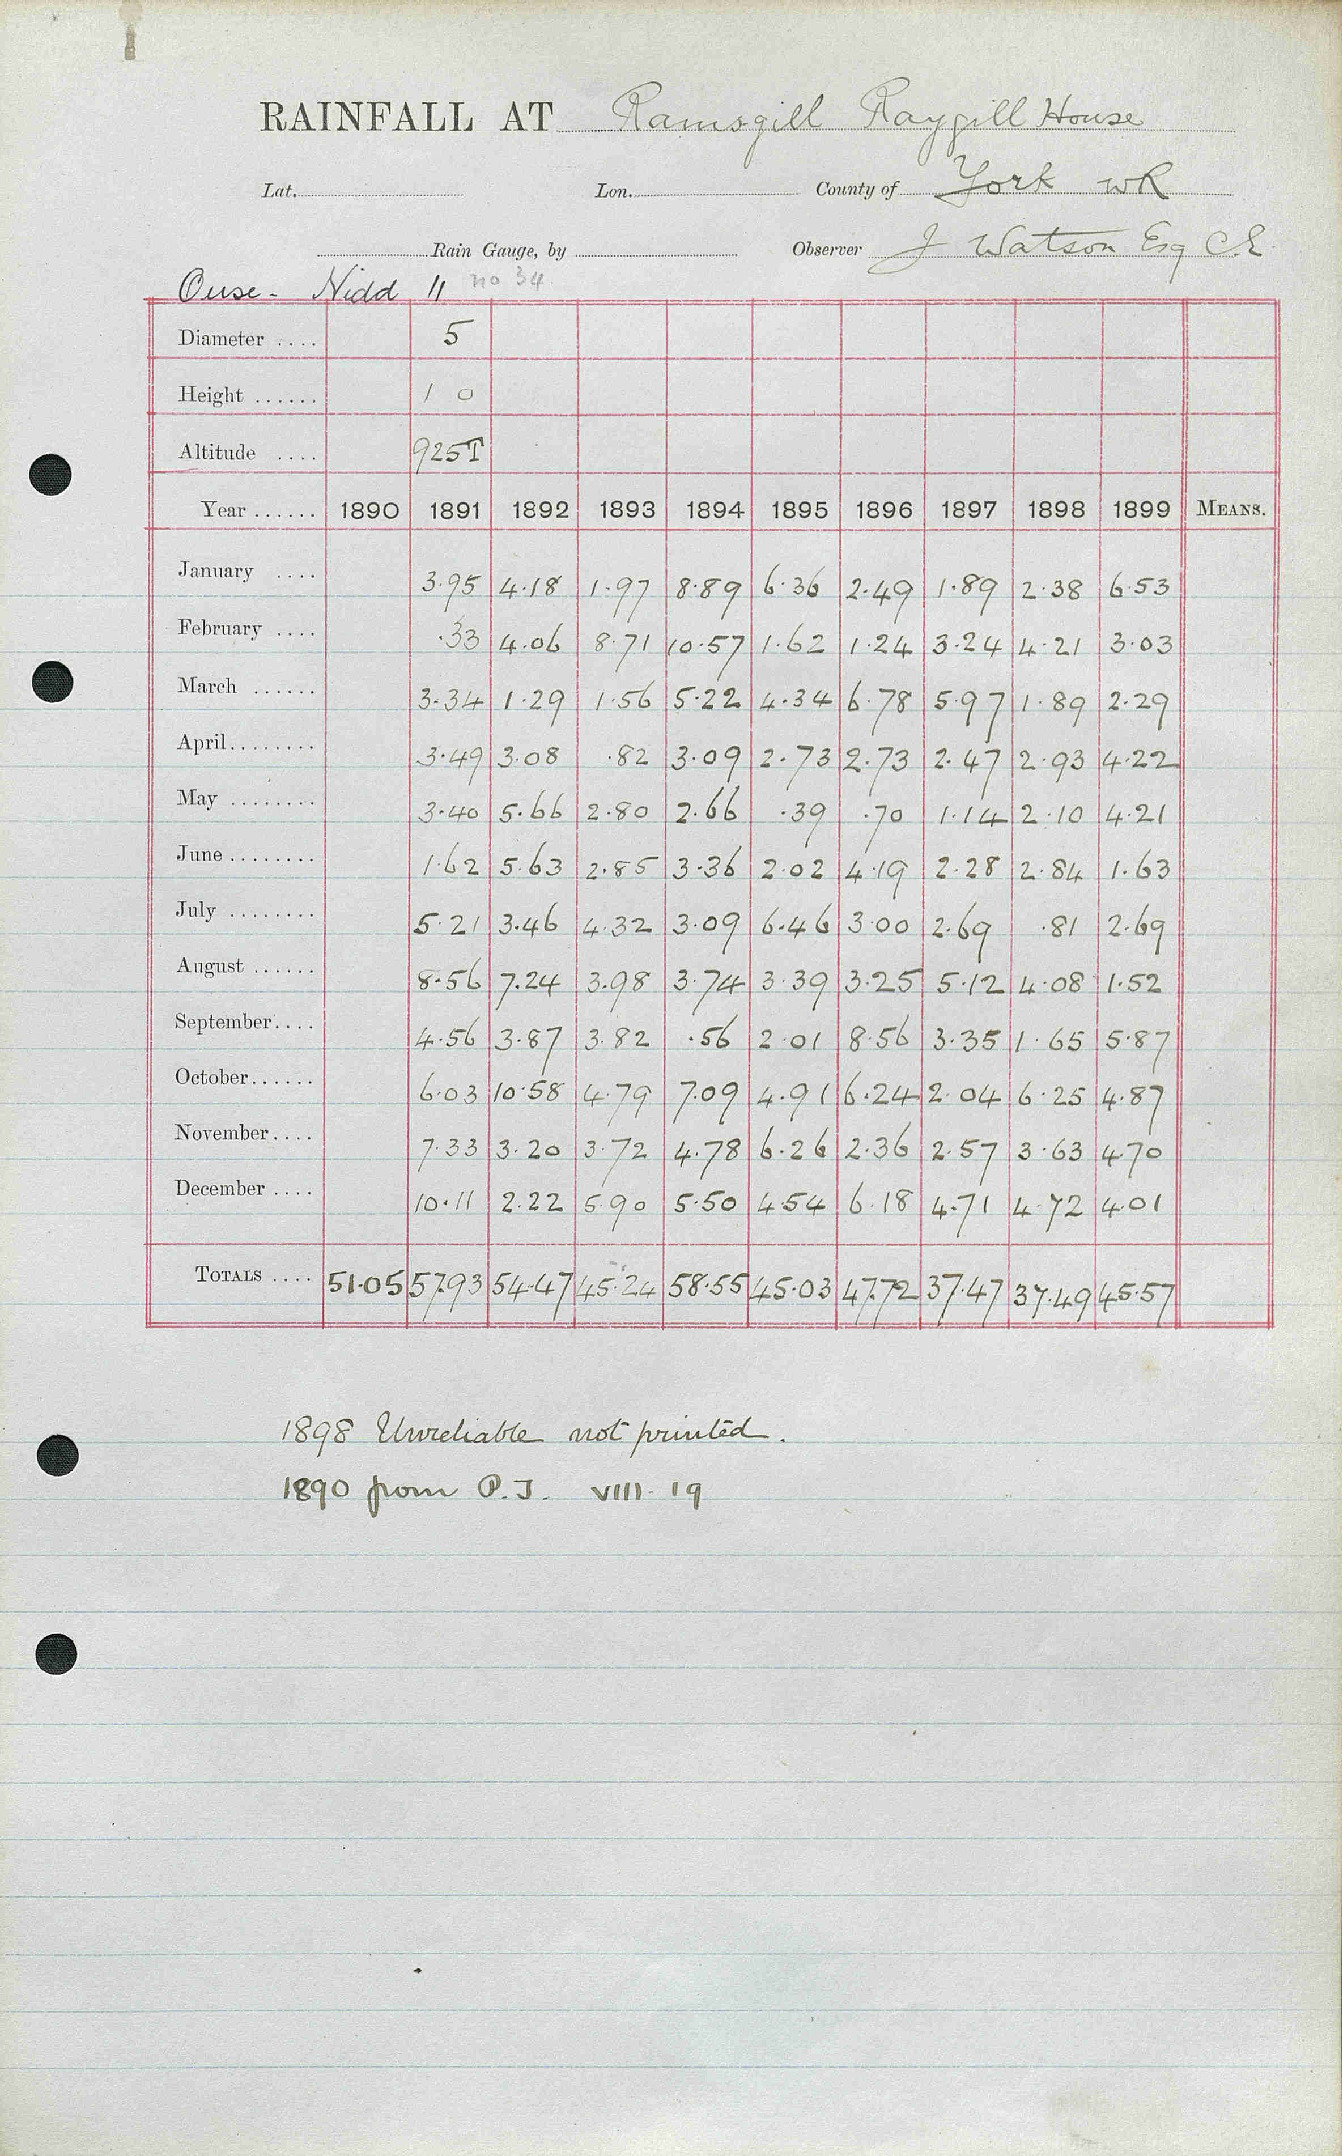 RAINFALL AT Ramsgill Raygill House
Lat. Lon. County of York WR
Rain Gauge, by Observer J Watson Esq C.E
Ouse - Nidd 11 no 34
Diameter .... 5
Height ...... 1 0
Altitude .... 925T
Year ...... 1890 1891 1892 1893 1894 1895 1896 1897 1898 1899 MEANS.
January .... 3.95 4.18 1.97 8.89 6.36 2.49 1.89 2.38 6.53
February .... .33 4.06 8.71 10.57 1.62 1.24 3.24 4.21 3.03
March ...... 3.34 1.29 1.56 5.22 4.34 6.78 5.97 1.89 2.29
April........ 3.49 3.08 .82 3.09 2.73 2.73 2.47 2.93 4.22
May ........ 3.40 5.66 2.80 2.66 .39 .70 1.14 2.10 4.21
June ........ 1.62 5.63 2.85 3.36 2.02 4.19 2.28 2.84 1.63
July ........ 5.21 3.46 4.32 3.09 6.46 3.00 2.69 .81 2.69
August ...... 8.56 7.24 3.98 3.74 3.39 3.25 5.12 4.08 1.52
September.... 4.56 3.87 3.82 .56 2.01 8.56 3.35 1.65 5.87
October...... 6.03 10.58 4.79 7.09 4.91 6.24 2.04 6.25 4.87
November.... 7.33 3.20 3.72 4.78 6.26 2.36 2.57 3.63 4.70
December .... 10.11 2.22 5.90 5.50 4.54 6.18 4.71 4.72 4.01
TOTALS .... 51.05 57.93 54.47 45.24 58.55 45.03 47.72 37.47 37.49 45.57
1898 Unreliable not printed.
1890 from P.J. VIII. 19